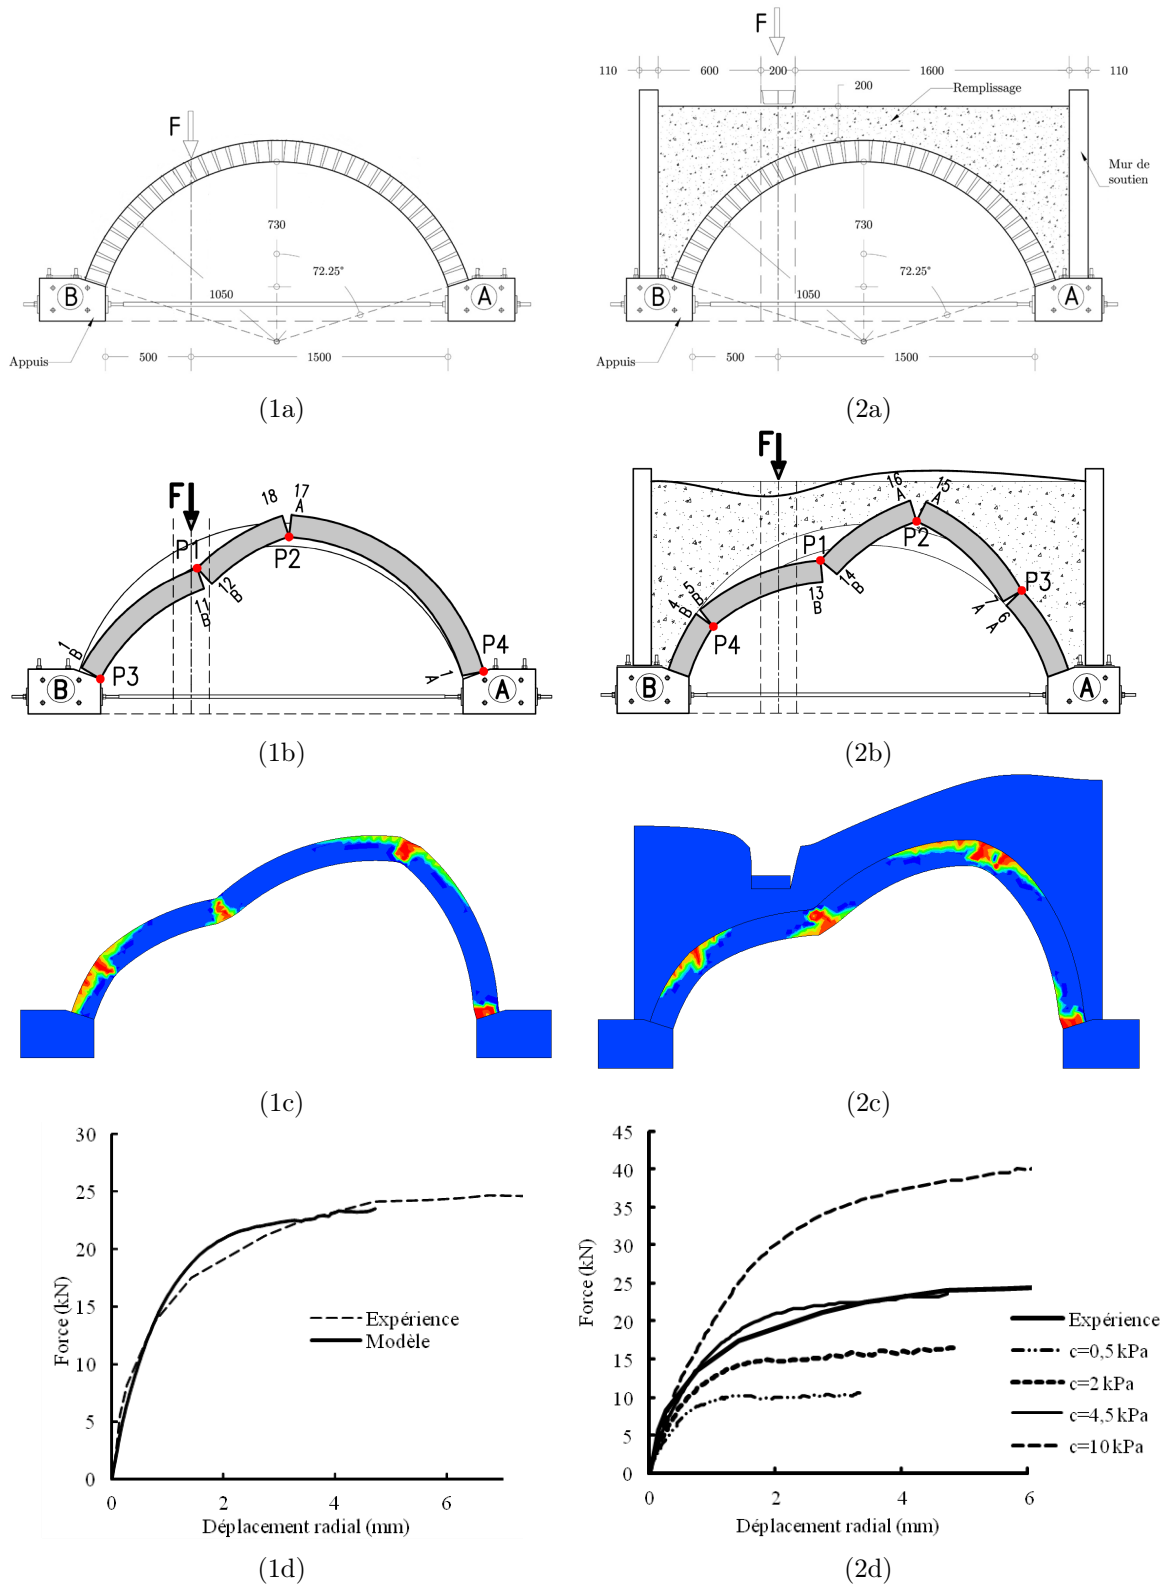 F
B
A
730
72.25°
1050
Appuis
500
1500
(1a)
F
110
600
200
1600
110
200
Remplissage
Mur de
soutien
B
A
730
72.25°
1050
Appuis
500
1500
(2a)
F
18
17
A
P1
P2
12
B
11
B
1
B
P3
P4
1
A
B
A
(1b)
F
16
A
15
A
P1
P2
14
B
13
B
5
B
4
B
P3
7
A
6
A
P4
B
A
(2b)
(1c)
(2c)
30
25
20
15
10
5
0
Force (kN)
Expérience
Modèle
0
2
4
6
Déplacement radial (mm)
(1d)
45
40
35
30
25
20
15
10
5
0
Force (kN)
Expérience
c=0,5 kPa
c=2 kPa
c=4,5 kPa
c=10 kPa
0
2
4
6
Déplacement radial (mm)
(2d)